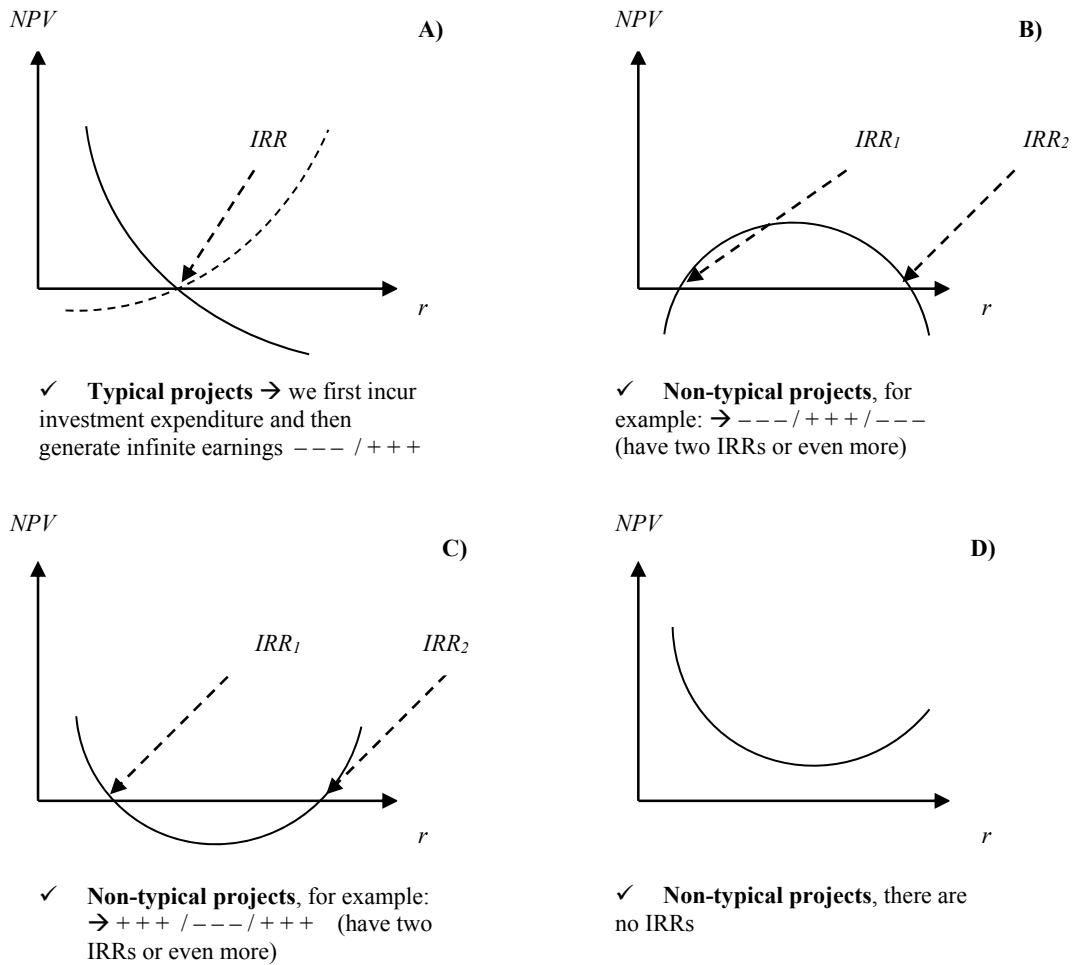 NPV
A)
IRR
r
✓ Typical projects → we first incur
investment expenditure and then
generate infinite earnings – – – / + + +
NPV
B)
IRR1
IRR2
r
✓ Non-typical projects, for
example: → – – – / + + + / – – –
(have two IRRs or even more)
NPV
C)
IRR1
IRR2
r
✓ Non-typical projects, for example:
→ + + + / – – – / + + + (have two
IRRs or even more)
NPV
D)
r
✓ Non-typical projects, there are
no IRRs